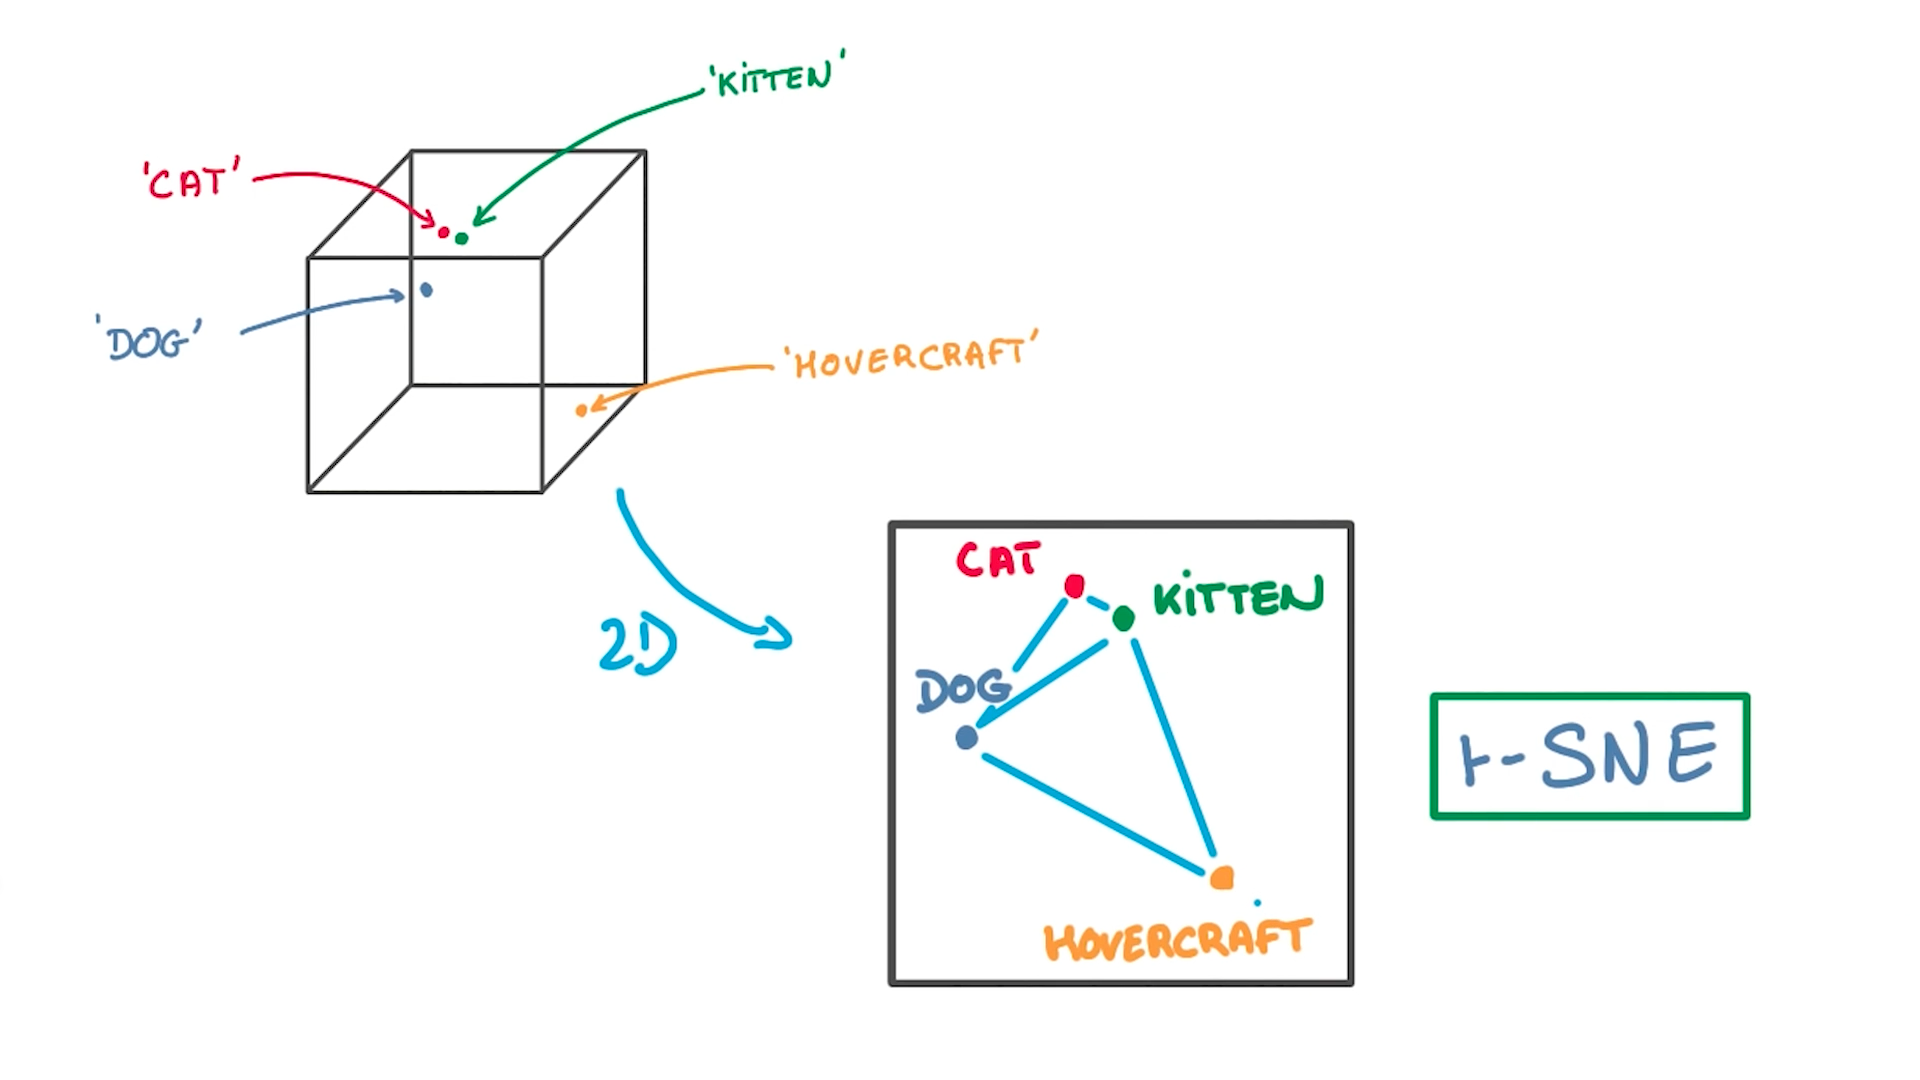 'KiTTEN'
'CAT'
'DOG'
'HOVERCRAFT'
2D
CAT
KiTTEN
DOG
HOVERCRAFT
t-SNE